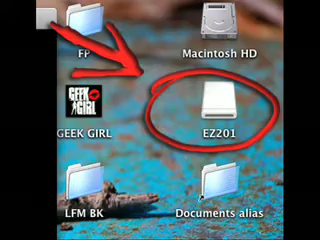 FP
Macintosh HD
GEEK
GIRL
GEEK GIRL
EZ201
LFM BK
Documents alias